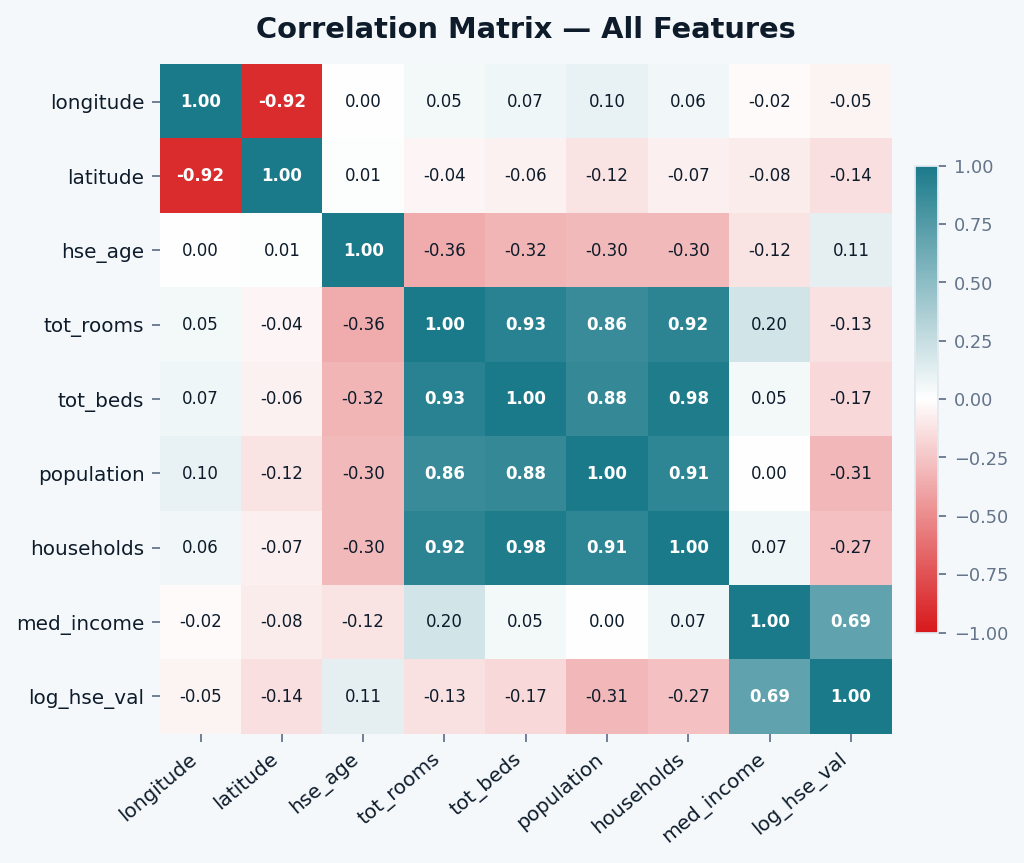 Correlation Matrix — All Features
longitude 1.00 -0.92 0.00 0.05 0.07 0.10 0.06 -0.02 -0.05
latitude -0.92 1.00 0.01 -0.04 -0.06 -0.12 -0.07 -0.08 -0.14
hse_age 0.00 0.01 1.00 -0.36 -0.32 -0.30 -0.30 -0.12 0.11
tot_rooms 0.05 -0.04 -0.36 1.00 0.93 0.86 0.92 0.20 -0.13
tot_beds 0.07 -0.06 -0.32 0.93 1.00 0.88 0.98 0.05 -0.17
population 0.10 -0.12 -0.30 0.86 0.88 1.00 0.91 0.00 -0.31
households 0.06 -0.07 -0.30 0.92 0.98 0.91 1.00 0.07 -0.27
med_income -0.02 -0.08 -0.12 0.20 0.05 0.00 0.07 1.00 0.69
log_hse_val -0.05 -0.14 0.11 -0.13 -0.17 -0.31 -0.27 0.69 1.00
longitude latitude hse_age tot_rooms tot_beds population households med_income log_hse_val
1.00
0.75
0.50
0.25
0.00
−0.25
−0.50
−0.75
−1.00